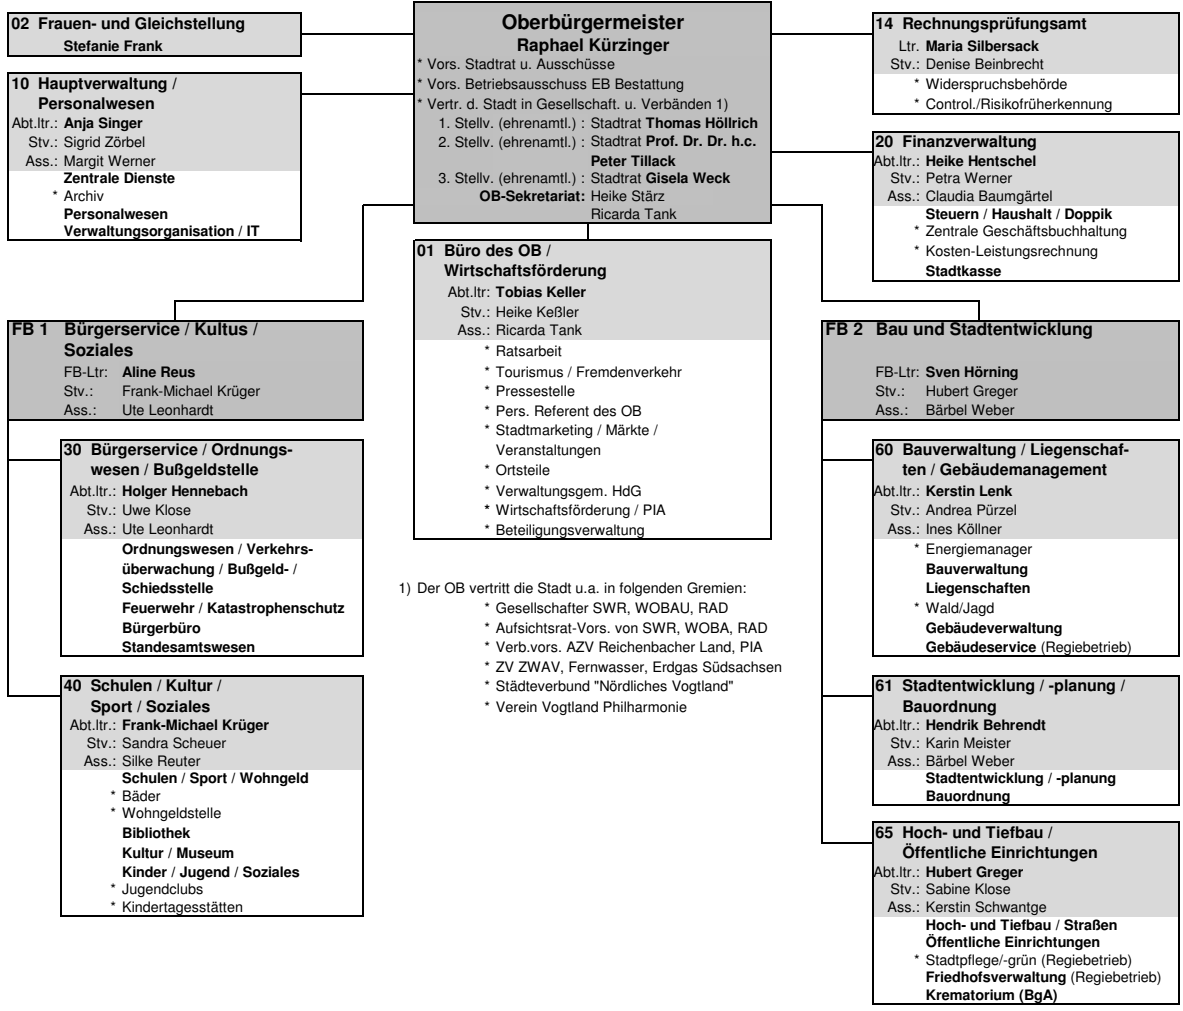 02 Frauen- und Gleichstellung
Stefanie Frank
10 Hauptverwaltung /
Personalwesen
Abt.ltr.: Anja Singer
Stv.: Sigrid Zörbel
Ass.: Margit Werner
Zentrale Dienste
* Archiv
Personalwesen
Verwaltungsorganisation / IT
Oberbürgermeister
Raphael Kürzinger
* Vors. Stadtrat u. Ausschüsse
* Vors. Betriebsausschuss EB Bestattung
* Vertr. d. Stadt in Gesellschaft. u. Verbänden 1)
1. Stellv. (ehrenamtl.) : Stadtrat Thomas Höllrich
2. Stellv. (ehrenamtl.) : Stadtrat Prof. Dr. Dr. h.c.
Peter Tillack
3. Stellv. (ehrenamtl.) : Stadtrat Gisela Weck
OB-Sekretariat: Heike Stärz
Ricarda Tank
14 Rechnungsprüfungsamt
Ltr. Maria Silbersack
Stv.: Denise Beinbrecht
* Widerspruchsbehörde
* Control./Risikofrüherkennung
20 Finanzverwaltung
Abt.ltr.: Heike Hentschel
Stv.: Petra Werner
Ass.: Claudia Baumgärtel
Steuern / Haushalt / Doppik
* Zentrale Geschäftsbuchhaltung
* Kosten-Leistungsrechnung
Stadtkasse
01 Büro des OB /
Wirtschaftsförderung
Abt.ltr: Tobias Keller
Stv.: Heike Keßler
Ass.: Ricarda Tank
* Ratsarbeit
* Tourismus / Fremdenverkehr
* Pressestelle
* Pers. Referent des OB
* Stadtmarketing / Märkte /
Veranstaltungen
* Ortsteile
* Verwaltungsgem. HdG
* Wirtschaftsförderung / PIA
* Beteiligungsverwaltung
1) Der OB vertritt die Stadt u.a. in folgenden Gremien:
* Gesellschafter SWR, WOBAU, RAD
* Aufsichtsrat-Vors. von SWR, WOBA, RAD
* Verb.vors. AZV Reichenbacher Land, PIA
* ZV ZWAV, Fernwasser, Erdgas Südsachsen
* Städteverbund "Nördliches Vogtland"
* Verein Vogtland Philharmonie
FB 1 Bürgerservice / Kultus /
Soziales
FB-Ltr: Aline Reus
Stv.: Frank-Michael Krüger
Ass.: Ute Leonhardt
30 Bürgerservice / Ordnungs-
wesen / Bußgeldstelle
Abt.ltr.: Holger Hennebach
Stv.: Uwe Klose
Ass.: Ute Leonhardt
Ordnungswesen / Verkehrs-
überwachung / Bußgeld- /
Schiedsstelle
Feuerwehr / Katastrophenschutz
Bürgerbüro
Standesamtswesen
40 Schulen / Kultur /
Sport / Soziales
Abt.ltr.: Frank-Michael Krüger
Stv.: Sandra Scheuer
Ass.: Silke Reuter
Schulen / Sport / Wohngeld
* Bäder
* Wohngeldstelle
Bibliothek
Kultur / Museum
Kinder / Jugend / Soziales
* Jugendclubs
* Kindertagesstätten
FB 2 Bau und Stadtentwicklung
FB-Ltr: Sven Hörning
Stv.: Hubert Greger
Ass.: Bärbel Weber
60 Bauverwaltung / Liegenschaf-
ten / Gebäudemanagement
Abt.ltr.: Kerstin Lenk
Stv.: Andrea Pürzel
Ass.: Ines Köllner
* Energiemanager
Bauverwaltung
Liegenschaften
* Wald/Jagd
Gebäudeverwaltung
Gebäudeservice (Regiebetrieb)
61 Stadtentwicklung / -planung /
Bauordnung
Abt.ltr.: Hendrik Behrendt
Stv.: Karin Meister
Ass.: Bärbel Weber
Stadtentwicklung / -planung
Bauordnung
65 Hoch- und Tiefbau /
Öffentliche Einrichtungen
Abt.ltr.: Hubert Greger
Stv.: Sabine Klose
Ass.: Kerstin Schwantge
Hoch- und Tiefbau / Straßen
Öffentliche Einrichtungen
* Stadtpflege/-grün (Regiebetrieb)
Friedhofsverwaltung (Regiebetrieb)
Krematorium (BgA)